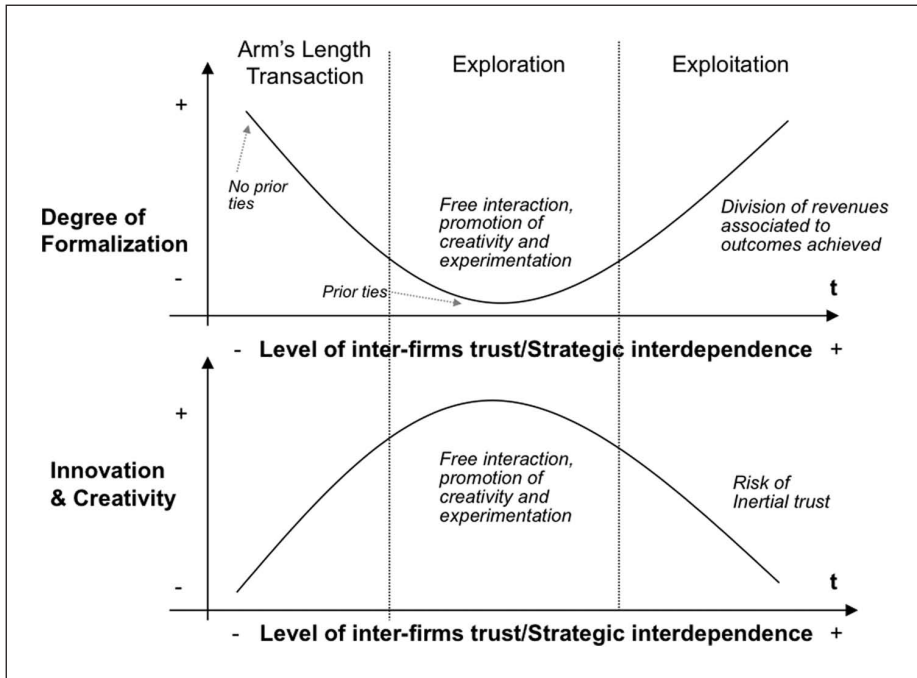 Arm's Length
Transaction
Exploration
Exploitation
+
No prior
ties
Degree of
Formalization
Free interaction,
promotion of
creativity and
experimentation
Division of revenues
associated to
outcomes achieved
-
Prior ties
t
- Level of inter-firms trust/Strategic interdependence +
+
Innovation
& Creativity
Free interaction,
promotion of
creativity and
experimentation
Risk of
Inertial trust
-
t
- Level of inter-firms trust/Strategic interdependence +